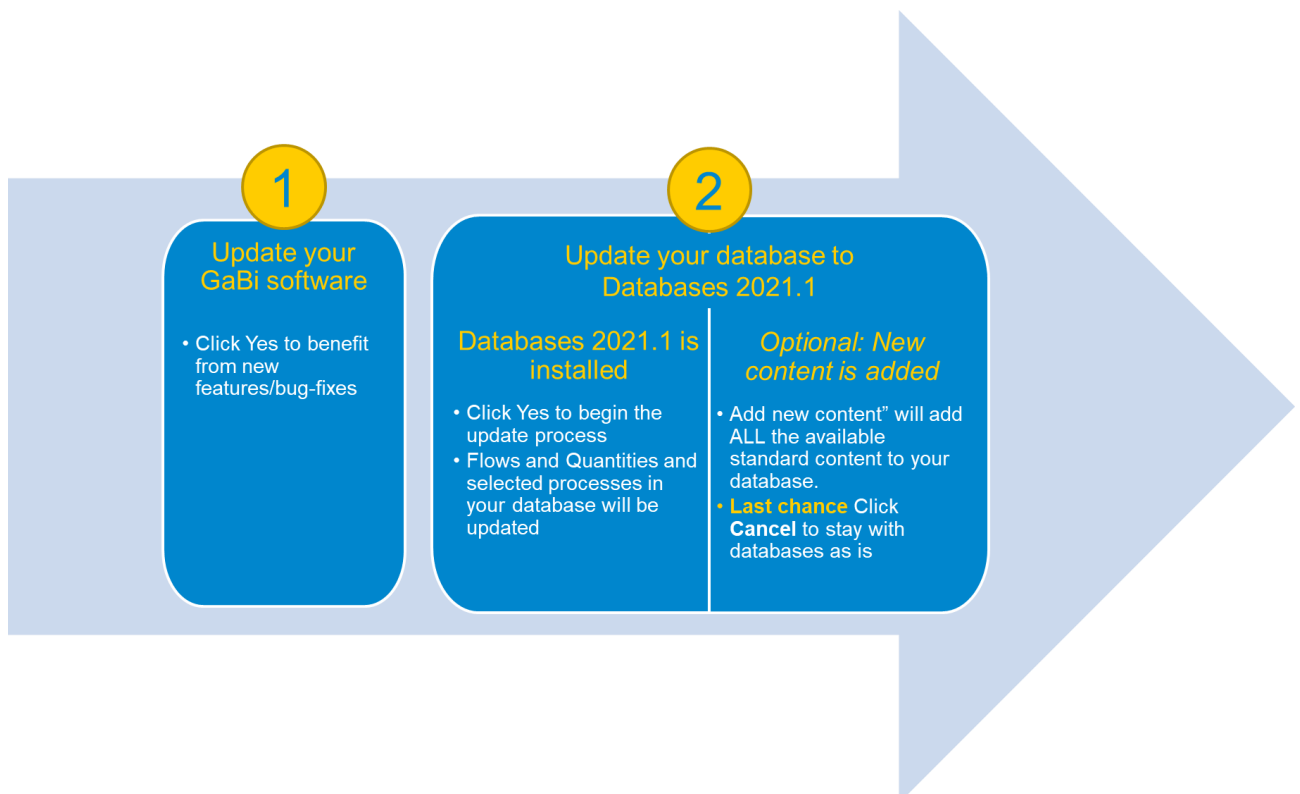 1
Update your
GaBi software
• Click Yes to benefit
from new
features/bug-fixes
2
Update your database to
Databases 2021.1
Databases 2021.1 is
installed
• Click Yes to begin the
update process
• Flows and Quantities and
selected processes in
your database will be
updated
Optional: New
content is added
• Add new content” will add
ALL the available
standard content to your
database.
• Last chance Click
Cancel to stay with
databases as is